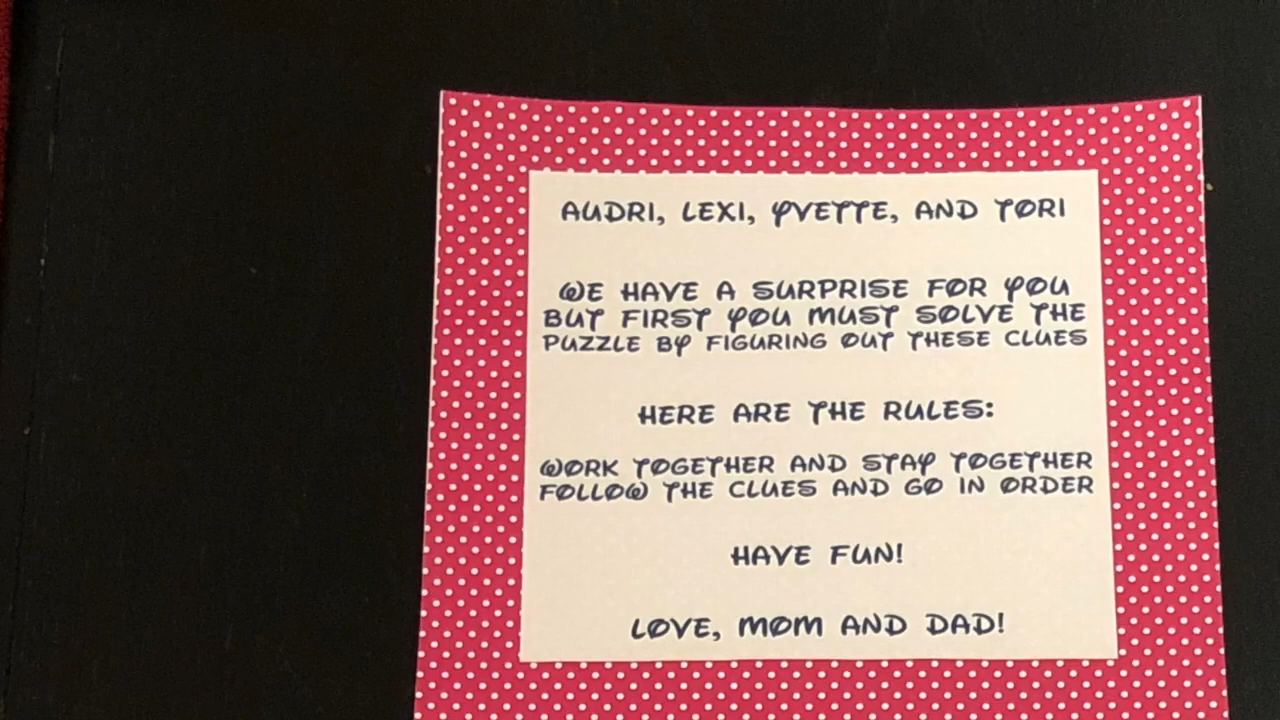 AUDRI, LEXI, YVETTE, AND TORI
WE HAVE A SURPRISE FOR YOU
BUT FIRST YOU MUST SOLVE THE
PUZZLE BY FIGURING OUT THESE CLUES
HERE ARE THE RULES:
WORK TOGETHER AND STAY TOGETHER
FOLLOW THE CLUES AND GO IN ORDER
HAVE FUN!
LOVE, MOM AND DAD!